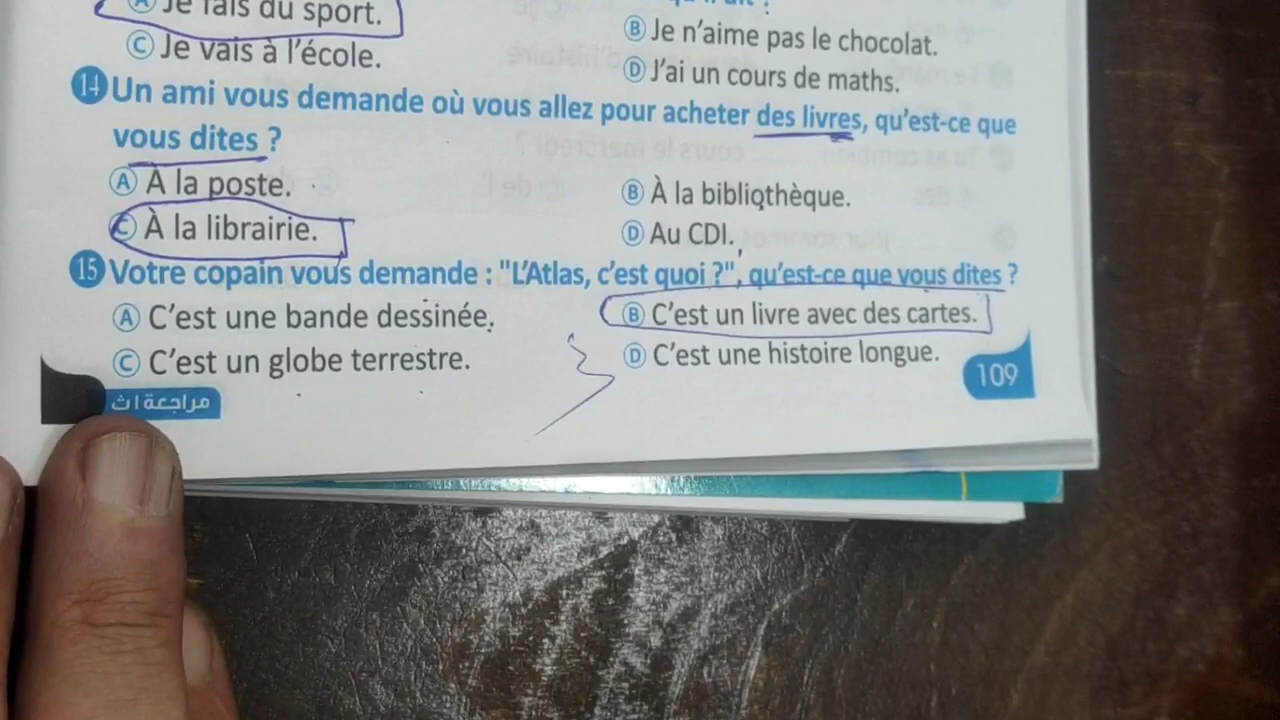 A Je fais du sport.
B Je n'aime pas le chocolat.
C Je vais à l'école.
D J'ai un cours de maths.
14 Un ami vous demande où vous allez pour acheter des livres, qu'est-ce que
vous dites ?
A À la poste.
B À la bibliothèque.
C À la librairie.
D Au CDI.
15 Votre copain vous demande : "L'Atlas, c'est quoi ?", qu'est-ce que vous dites ?
A C'est une bande dessinée.
B C'est un livre avec des cartes.
C C'est un globe terrestre.
D C'est une histoire longue.
109
مراجعة ا ث